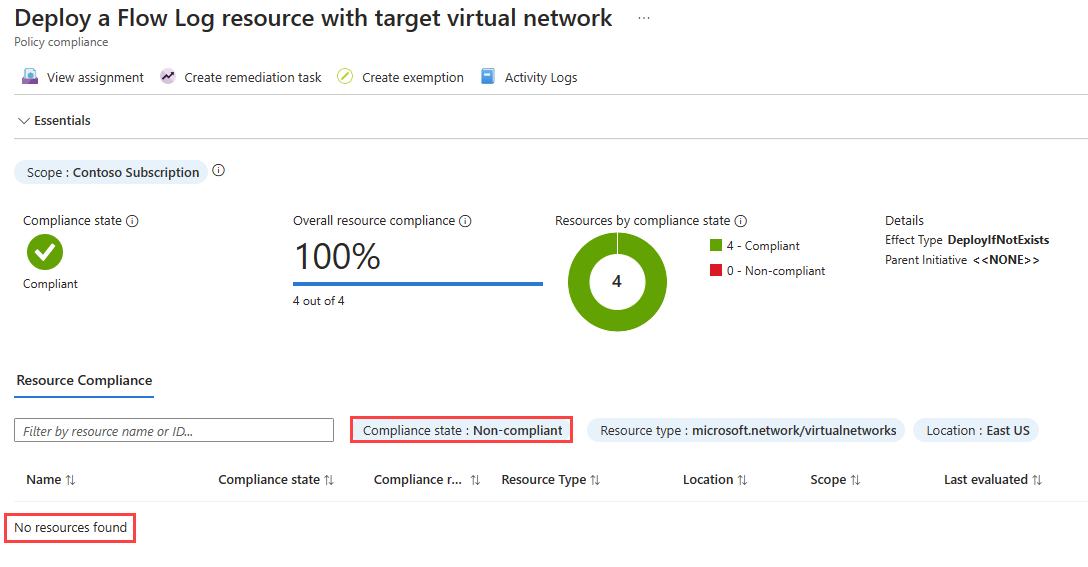 Deploy a Flow Log resource with target virtual network ...
Policy compliance
View assignment Create remediation task Create exemption Activity Logs
Essentials
Scope : Contoso Subscription
Compliance state Overall resource compliance Resources by compliance state Details
Effect Type DeployIfNotExists
Parent Initiative <<NONE>>
100%
4 - Compliant
0 - Non-compliant
4
Compliant
4 out of 4
Resource Compliance
Filter by resource name or ID... Compliance state : Non-compliant Resource type : microsoft.network/virtualnetworks Location : East US
Name Compliance state Compliance r... Resource Type Location Scope Last evaluated
No resources found